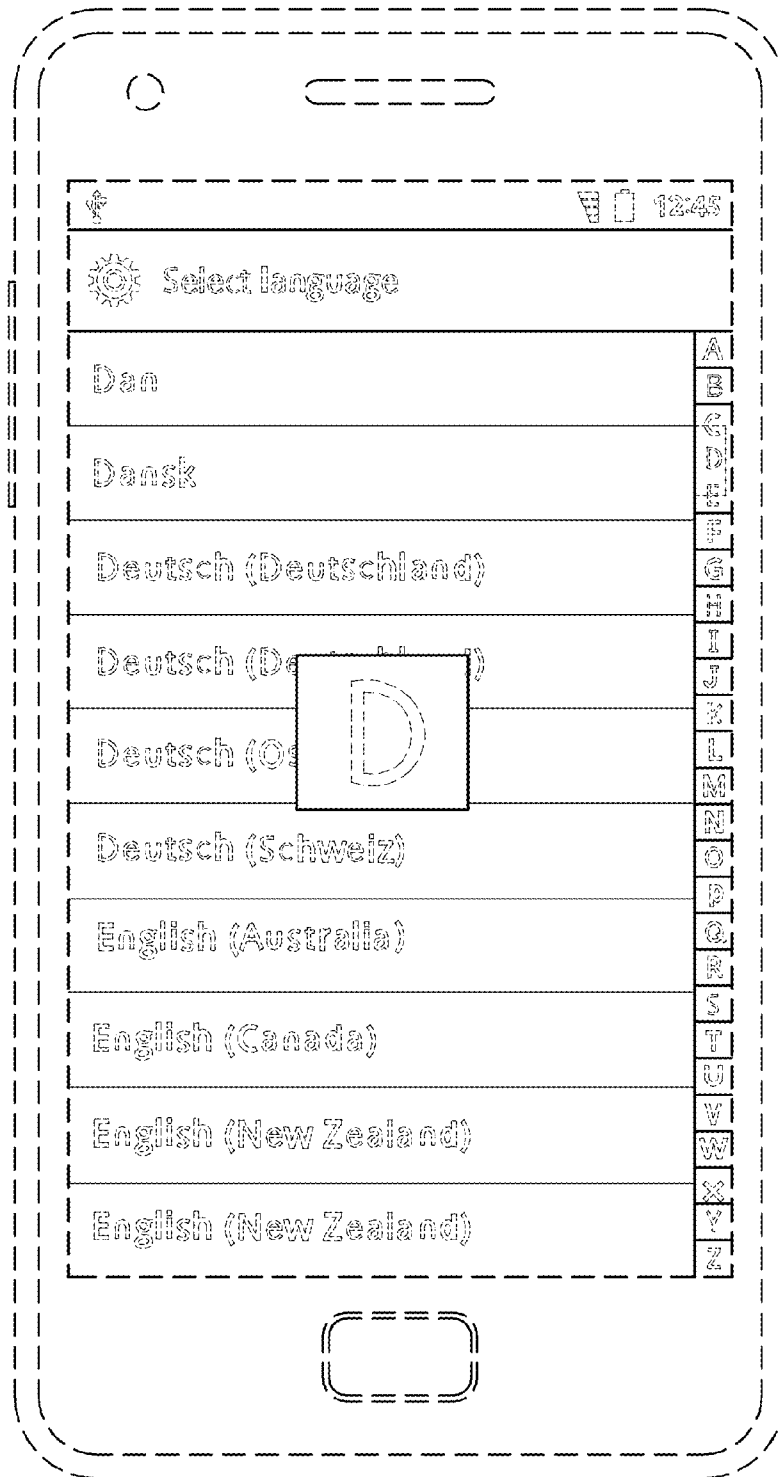 12:45
Select language
Dan
Dansk
Deutsch (Deutschland)
Deutsch
Deutsch
D
Deutsch (Schweiz)
English (Australia)
English (Canada)
English (New Zealand)
English (New Zealand)
A
B
C
D
E
F
G
H
I
J
K
L
M
N
O
P
Q
R
S
T
U
V
W
X
Y
Z